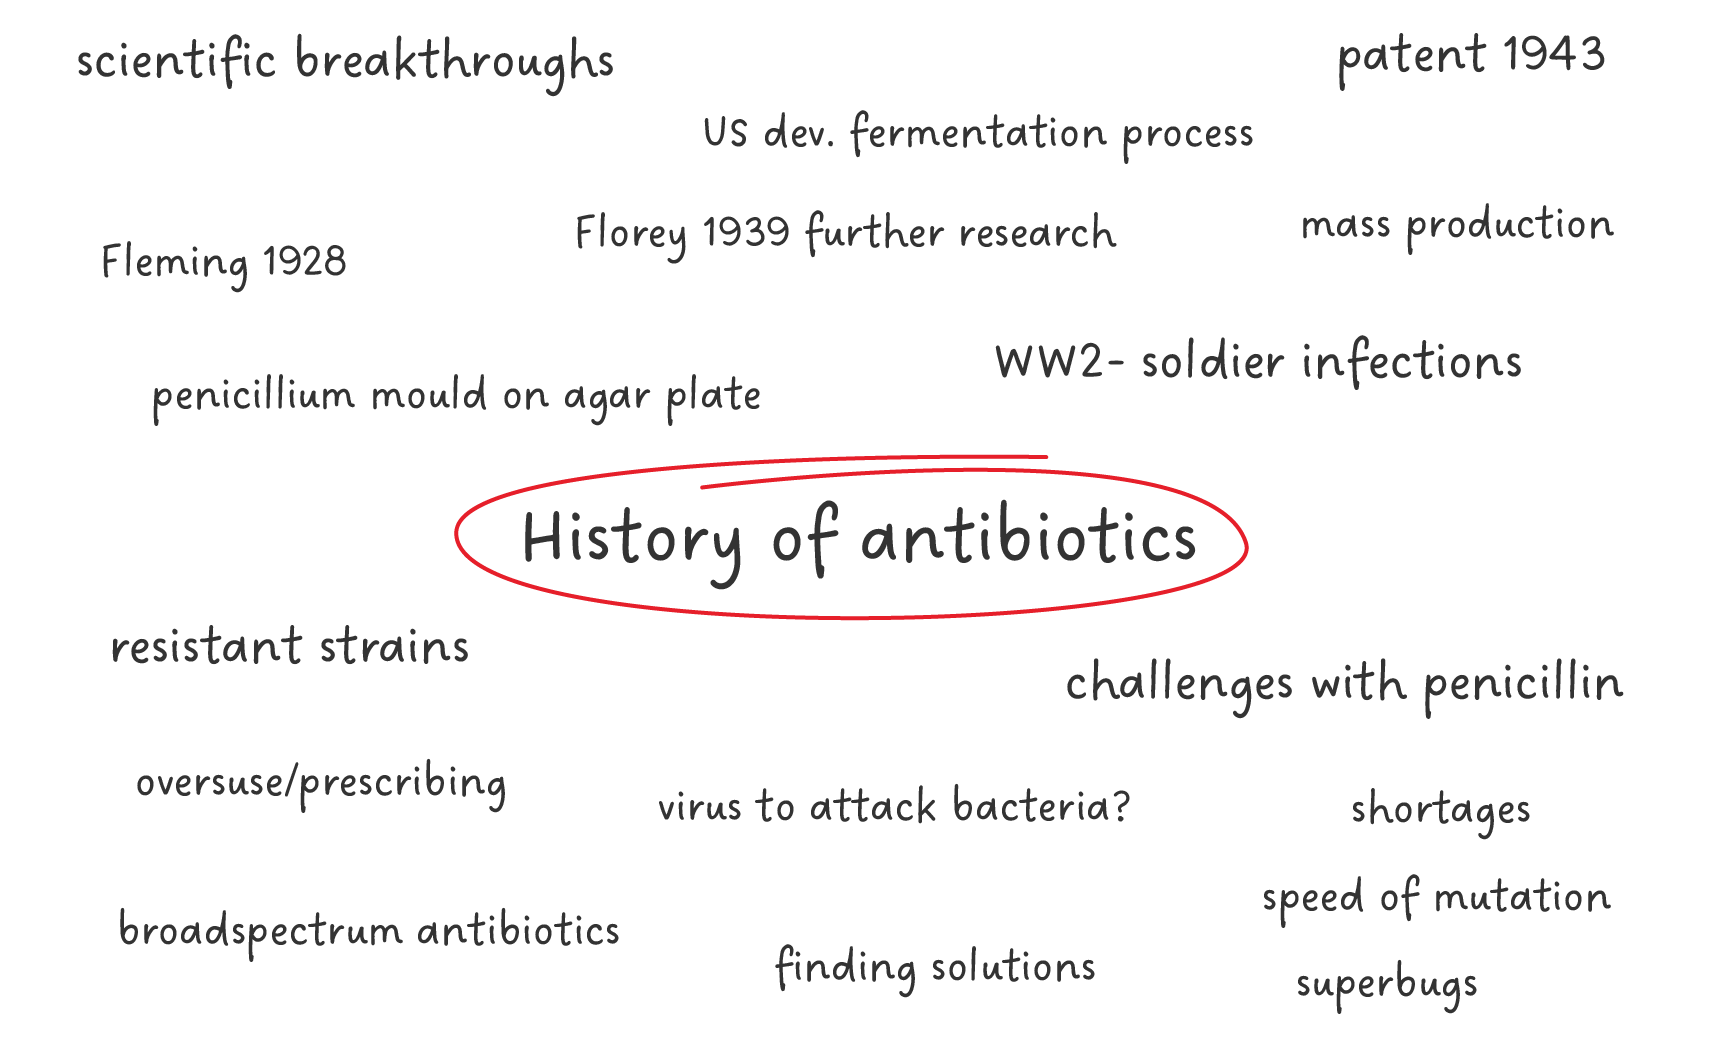 scientific breakthroughs
patent 1943
US dev. fermentation process
Florey 1939 further research
mass production
Fleming 1928
WW2- soldier infections
penicillium mould on agar plate
History of antibiotics
resistant strains
challenges with penicillin
oversuse/prescribing
virus to attack bacteria?
shortages
speed of mutation
broadspectrum antibiotics
finding solutions
superbugs